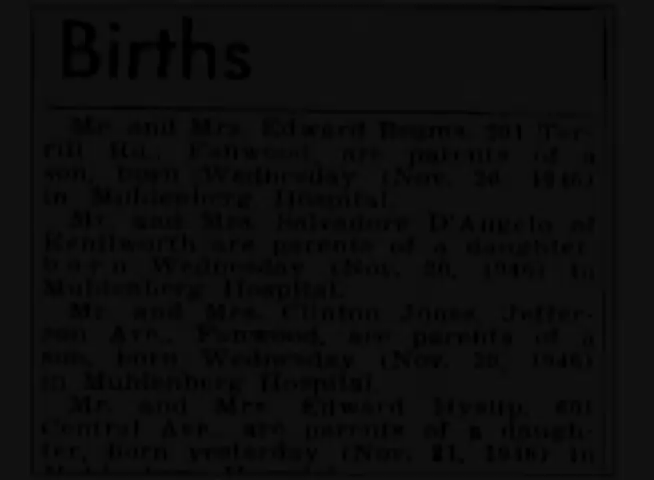 Births
Mr. and Mrs. Edward 501 Ter-
rill Rd., Fanwood, are parents of a
son, born Wednesday (Nov. 20, 1946)
in Muhlenberg Hospital.
Mr. and Mrs. Salvadore D'Angelo of
Kenilworth are parents of a daughter,
born Wednesday (Nov. 20, 1946) in
Muhlenberg Hospital.
Mr. and Mrs. Clinton Jones, Jeffer-
son Ave., Fanwood, are parents of a
son, born Wednesday (Nov. 20, 1946)
in Muhlenberg Hospital.
Mr. and Mrs. Edward Hyslip, 601
Central Ave., are parents of a daugh-
ter, born yesterday (Nov. 21, 1946) in